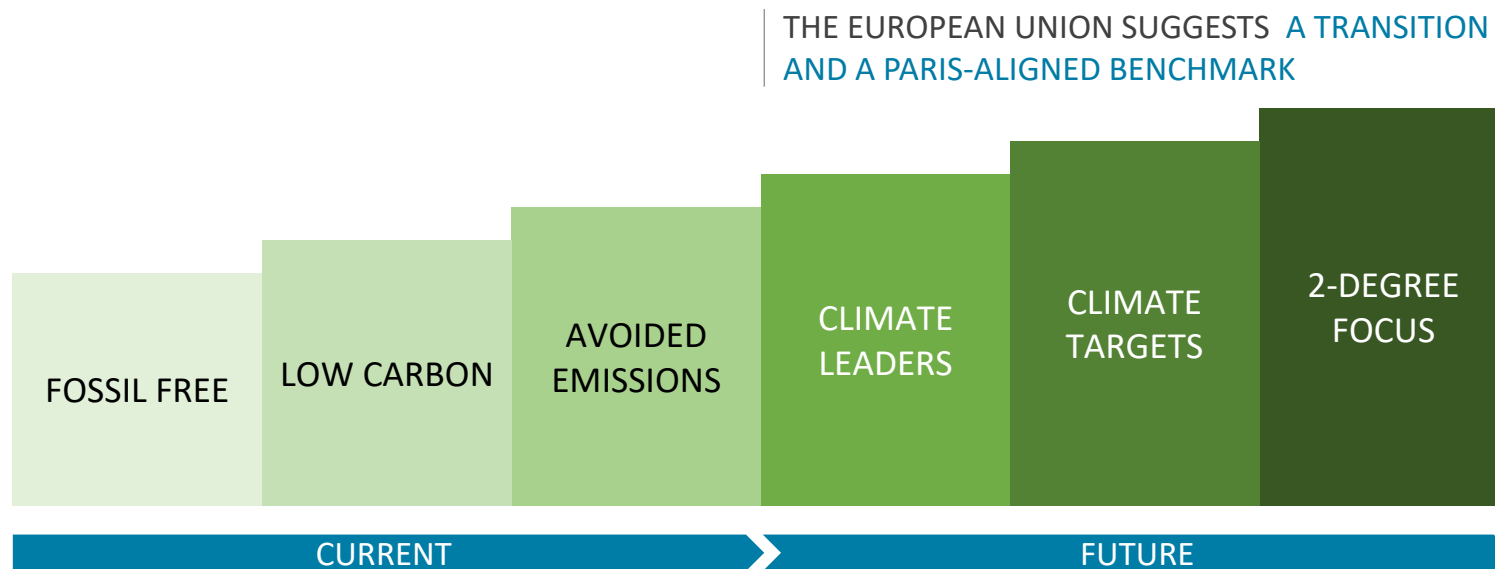 THE EUROPEAN UNION SUGGESTS A TRANSITION
AND A PARIS-ALIGNED BENCHMARK
FOSSIL FREE
LOW CARBON
AVOIDED
EMISSIONS
CLIMATE
LEADERS
CLIMATE
TARGETS
2-DEGREE
FOCUS
CURRENT
FUTURE